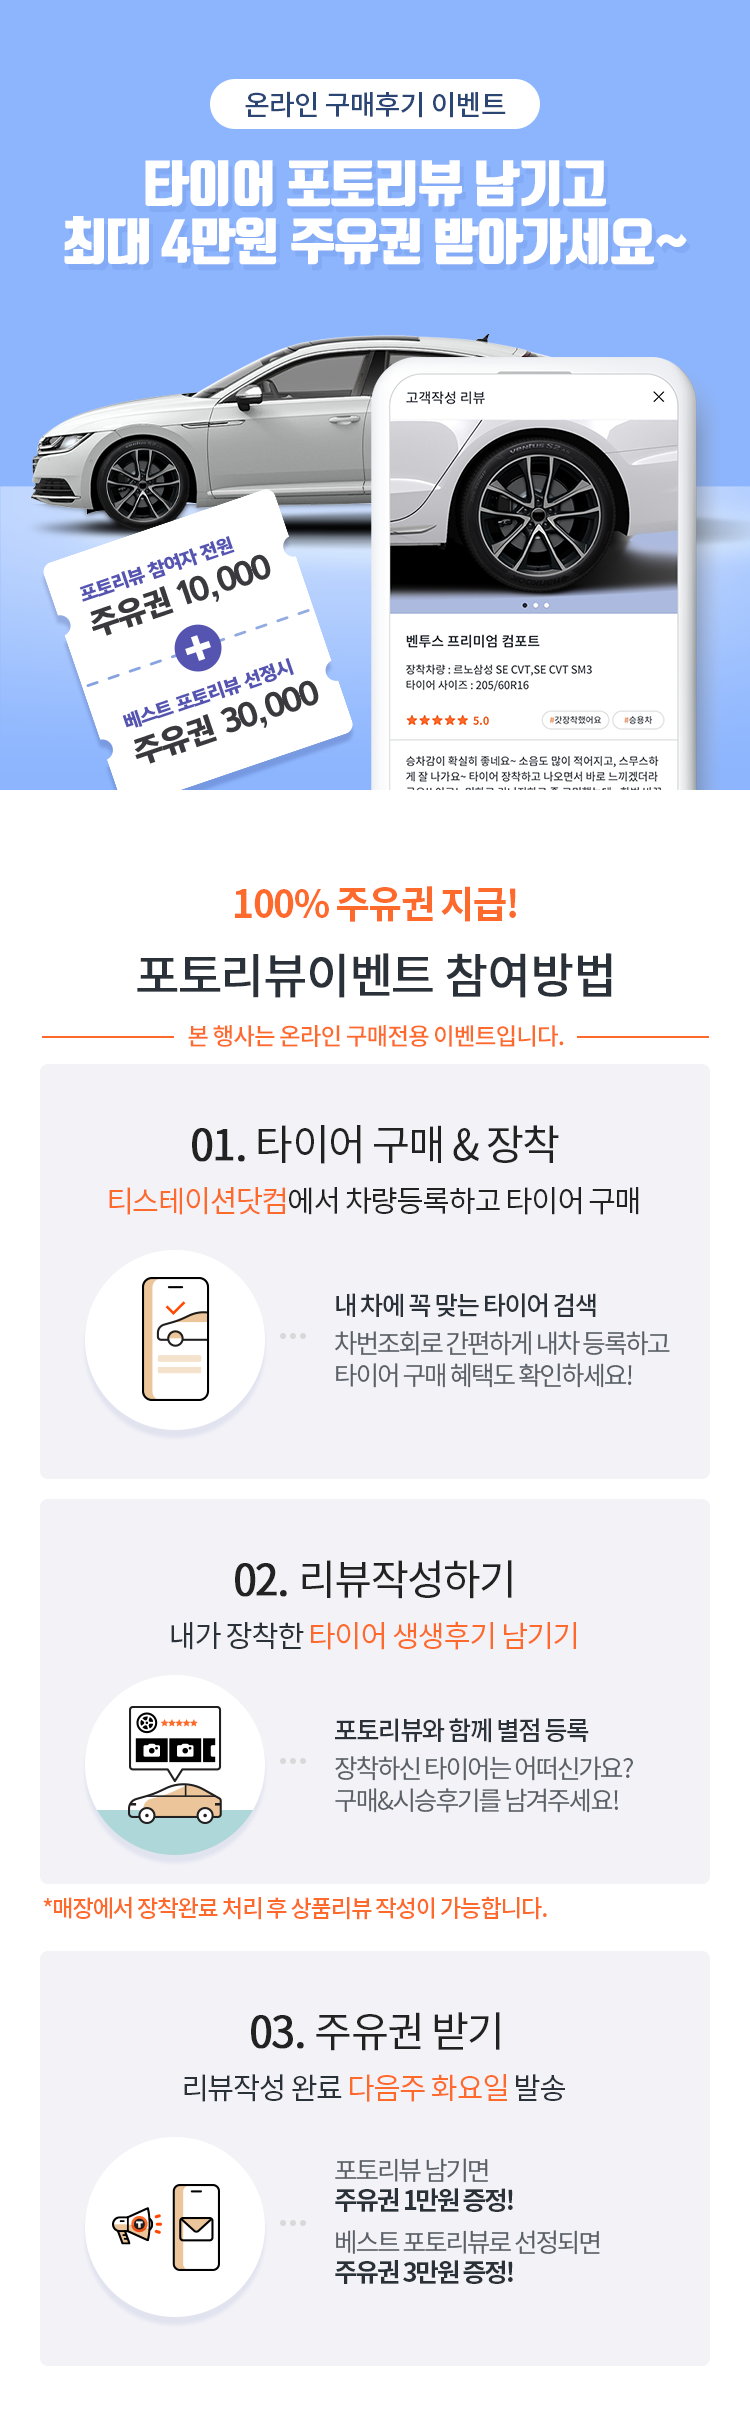 온라인 구매후기 이벤트
타이어 포토리뷰 남기고
최대 4만원 주유권 받아가세요~
포토리뷰 참여자 전원
주유권 10,000
베스트 포토리뷰 선정시
주유권 30,000
고객작성 리뷰
ventus S2
벤투스 프리미엄 컴포트
장착차량 : 르노삼성 SE CVT,SE CVT SM3
타이어 사이즈 : 205/60R16
★★★★★ 5.0
#갓장착했어요 #승용차
승차감이 확실히 좋네요~ 소음도 많이 적어지고, 스무스하
게 잘 나가요~ 타이어 장착하고 나오면서 바로 느끼겠더라
100% 주유권 지급!
포토리뷰이벤트 참여방법
본 행사는 온라인 구매전용 이벤트입니다.
01. 타이어 구매 & 장착
티스테이션닷컴에서 차량등록하고 타이어 구매
내 차에 꼭 맞는 타이어 검색
차번조회로 간편하게 내차 등록하고
타이어 구매 혜택도 확인하세요!
02. 리뷰작성하기
내가 장착한 타이어 생생후기 남기기
포토리뷰와 함께 별점 등록
장착하신 타이어는 어떠신가요?
구매&시승후기를 남겨주세요!
*매장에서 장착완료 처리 후 상품리뷰 작성이 가능합니다.
03. 주유권 받기
리뷰작성 완료 다음주 화요일 발송
포토리뷰 남기면
주유권 1만원 증정!
베스트 포토리뷰로 선정되면
주유권 3만원 증정!